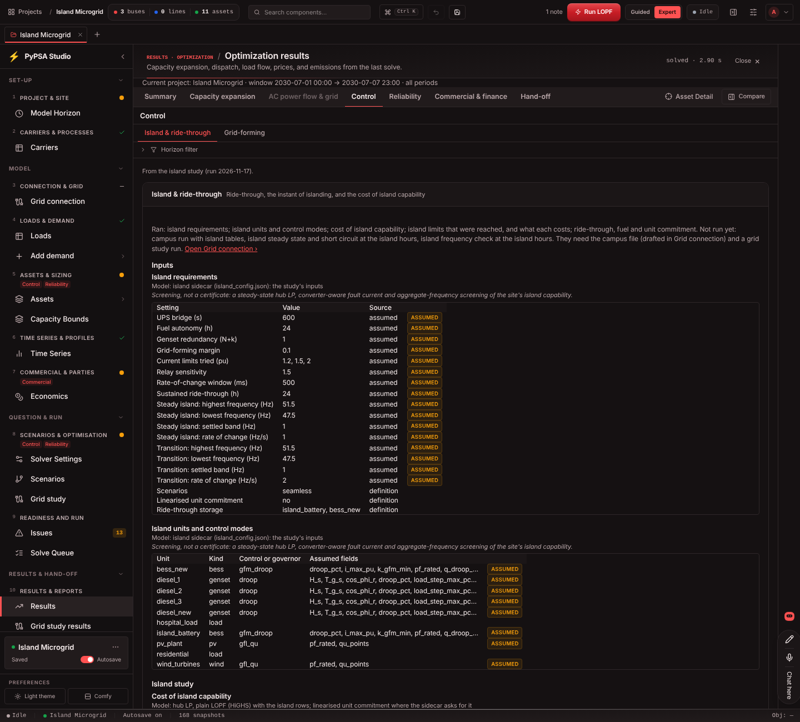 Projects / Island Microgrid
3 buses 0 lines 11 assets
Search components...
Ctrl K
1 note
Run LOPF
Guided Expert
Idle
A
Island Microgrid
PyPSA Studio
SET-UP
1 PROJECT & SITE
Model Horizon
2 CARRIERS & PROCESSES
Carriers
MODEL
3 CONNECTION & GRID
Grid connection
4 LOADS & DEMAND
Loads
Add demand
5 ASSETS & SIZING
Control Reliability
Assets
Capacity Bounds
6 TIME SERIES & PROFILES
Time Series
7 COMMERCIAL & PARTIES
Commercial
Economics
QUESTION & RUN
8 SCENARIOS & OPTIMISATION
Control Reliability
Solver Settings
Scenarios
Grid study
9 READINESS AND RUN
Issues 15
Solve Queue
RESULTS & HAND-OFF
10 RESULTS & REPORTS
Results
Grid study results
Island Microgrid
Saved Autosave
PREFERENCES
Light theme Comfy
RESULTS · OPTIMIZATION / Optimization results
Capacity expansion, dispatch, load flow, prices, and emissions from the last solve.
solved · 2.90 s Close ×
Current project: Island Microgrid · window 2030-07-01 00:00 → 2030-07-07 23:00 · all periods
Summary Capacity expansion AC power flow & grid Control Reliability Commercial & finance Hand-off
Asset Detail Compare
Control
Island & ride-through Grid-forming
Horizon filter
From the island study (run 2026-11-17).
Island & ride-through Ride-through, the instant of islanding, and the cost of island capability
Ran: island requirements; island units and control modes; cost of island capability; island limits that were reached, and what each costs; ride-through, fuel and unit commitment. Not run yet:
campus run with island tables, island steady state and short circuit at the island hours, island frequency check at the island hours. They need the campus file (drafted in Grid connection) and a grid
study run. Open Grid connection ›
Inputs
Island requirements
Model: island sidecar (island_config.json): the study's inputs
Screening, not a certificate: a steady-state hub LP, converter-aware fault current and aggregate-frequency screening of the site's island capability.
Setting Value Source
UPS bridge (s) 600 assumed ASSUMED
Fuel autonomy (h) 24 assumed ASSUMED
Genset redundancy (N+k) 1 assumed ASSUMED
Grid-forming margin 0.1 assumed ASSUMED
Current limits tried (pu) 1.2, 1.5, 2 assumed ASSUMED
Relay sensitivity 1.5 assumed ASSUMED
Rate-of-change window (ms) 500 assumed ASSUMED
Sustained ride-through (h) 24 assumed ASSUMED
Steady island: highest frequency (Hz) 51.5 assumed ASSUMED
Steady island: lowest frequency (Hz) 47.5 assumed ASSUMED
Steady island: settled band (Hz) 1 assumed ASSUMED
Steady island: rate of change (Hz/s) 1 assumed ASSUMED
Transition: highest frequency (Hz) 51.5 assumed ASSUMED
Transition: lowest frequency (Hz) 47.5 assumed ASSUMED
Transition: settled band (Hz) 1 assumed ASSUMED
Transition: rate of change (Hz/s) 2 assumed ASSUMED
Scenarios seamless definition
Linearised unit commitment no definition
Ride-through storage island_battery, bess_new definition
Island units and control modes
Model: island sidecar (island_config.json): the study's inputs
Screening, not a certificate: a steady-state hub LP, converter-aware fault current and aggregate-frequency screening of the site's island capability.
Unit Kind Control or governor Assumed fields
bess_new bess gfm_droop droop_pct, i_max_pu, k_gfm_min, pf_rated, q_droop_... ASSUMED
diesel_1 genset droop H_s, T_g_s, cos_phi_r, droop_pct, load_step_max_pc... ASSUMED
diesel_2 genset droop H_s, T_g_s, cos_phi_r, droop_pct, load_step_max_pc... ASSUMED
diesel_3 genset droop H_s, T_g_s, cos_phi_r, droop_pct, load_step_max_pc... ASSUMED
diesel_new genset droop H_s, T_g_s, cos_phi_r, droop_pct, load_step_max_pc... ASSUMED
hospital_load load
island_battery bess gfm_droop droop_pct, i_max_pu, k_gfm_min, pf_rated, q_droop_... ASSUMED
pv_plant pv gfl_qu pf_rated, qu_points ASSUMED
residential load
wind_turbines wind gfl_qu pf_rated, qu_points ASSUMED
Island study
Cost of island capability
Model: hub LP, plain LOPF (HiGHS) with the island rows; linearised unit commitment where the sidecar asks for it
Chat here
Idle Island Microgrid Autosave on 168 snapshots
Obj: —